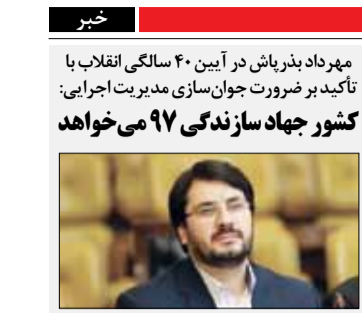 خبر
مهرداد بذرپاش در آیین ۴۰ سالگی انقلاب با
تأکید بر ضرورت جوان‌سازی مدیریت اجرایی:
کشور جهاد سازندگی ۹۷ می‌خواهد